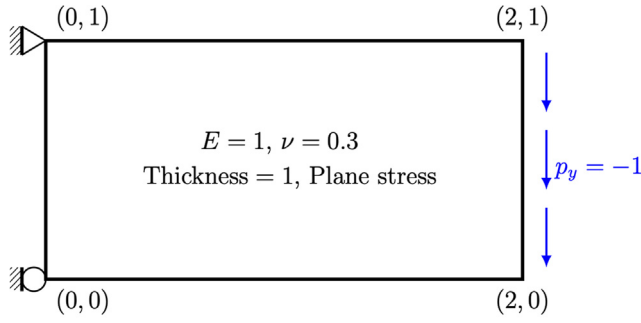 (0, 1) (2, 1)
E = 1, ν = 0.3
Thickness = 1, Plane stress
p_y = −1
(0, 0) (2, 0)